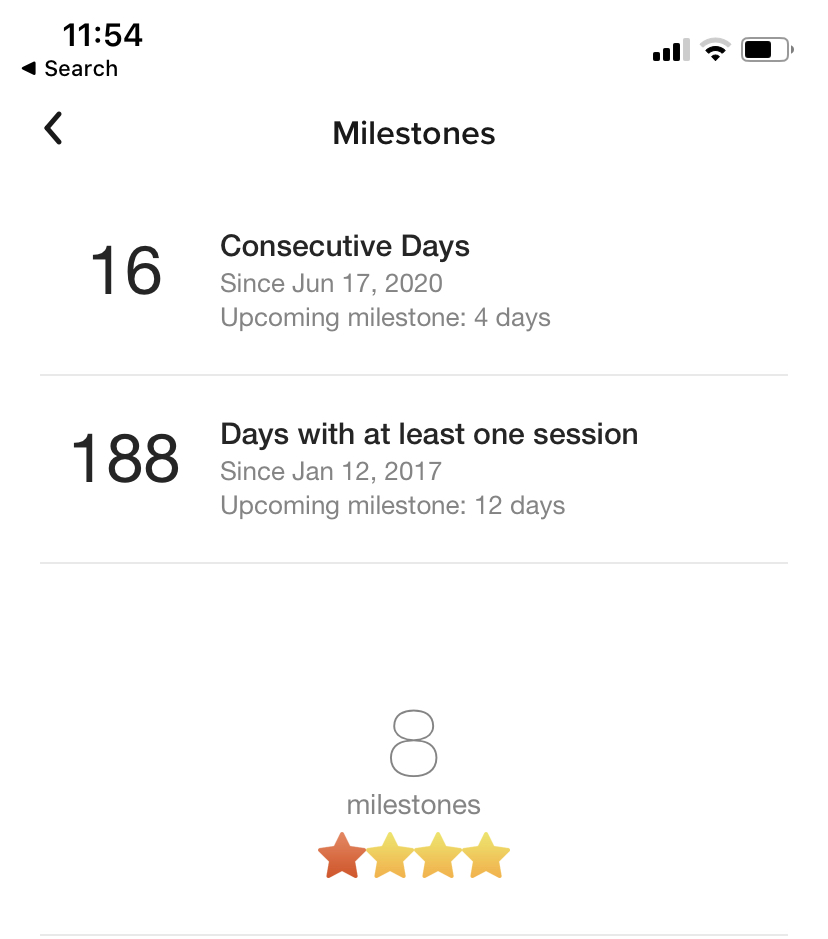 11:54
◀ Search
Milestones
16
Consecutive Days
Since Jun 17, 2020
Upcoming milestone: 4 days
188
Days with at least one session
Since Jan 12, 2017
Upcoming milestone: 12 days
8
milestones